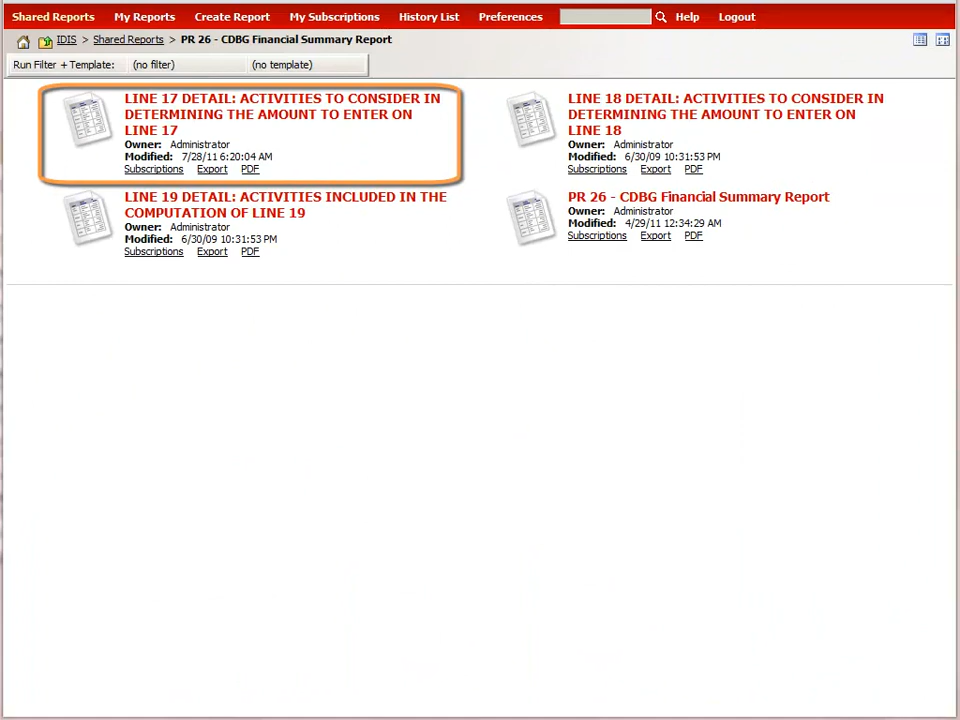 Shared Reports My Reports Create Report My Subscriptions History List Preferences Help Logout
IDIS > Shared Reports > PR 26 - CDBG Financial Summary Report
Run Filter + Template: (no filter) (no template)
LINE 17 DETAIL: ACTIVITIES TO CONSIDER IN
DETERMINING THE AMOUNT TO ENTER ON
LINE 17
Owner: Administrator
Modified: 7/28/11 6:20:04 AM
Subscriptions Export PDF
LINE 18 DETAIL: ACTIVITIES TO CONSIDER IN
DETERMINING THE AMOUNT TO ENTER ON
LINE 18
Owner: Administrator
Modified: 6/30/09 10:31:53 PM
Subscriptions Export PDF
LINE 19 DETAIL: ACTIVITIES INCLUDED IN THE
COMPUTATION OF LINE 19
Owner: Administrator
Modified: 6/30/09 10:31:53 PM
Subscriptions Export PDF
PR 26 - CDBG Financial Summary Report
Owner: Administrator
Modified: 4/29/11 12:34:29 AM
Subscriptions Export PDF